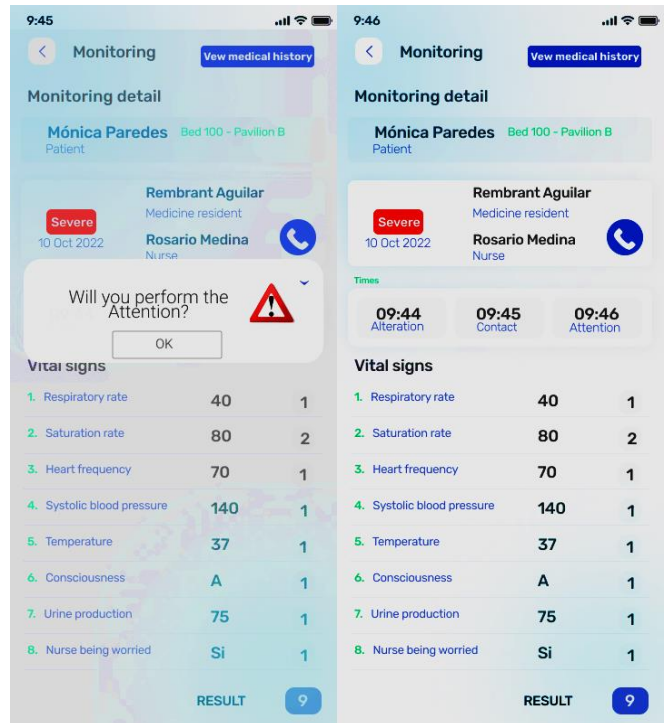 9:45
Monitoring
Vew medical history
Monitoring detail
Mónica Paredes Bed 100 - Pavilion B
Patient
Rembrant Aguilar
Medicine resident
Severe
10 Oct 2022
Rosario Medina
Nurse
Will you perform the
Attention?
OK
Vital signs
1. Respiratory rate 40 1
2. Saturation rate 80 2
3. Heart frequency 70 1
4. Systolic blood pressure 140 1
5. Temperature 37 1
6. Consciousness A 1
7. Urine production 75 1
8. Nurse being worried Si 1
RESULT 9
9:46
Monitoring
Vew medical history
Monitoring detail
Mónica Paredes Bed 100 - Pavilion B
Patient
Rembrant Aguilar
Medicine resident
Severe
10 Oct 2022
Rosario Medina
Nurse
Times
09:44 09:45 09:46
Alteration Contact Attention
Vital signs
1. Respiratory rate 40 1
2. Saturation rate 80 2
3. Heart frequency 70 1
4. Systolic blood pressure 140 1
5. Temperature 37 1
6. Consciousness A 1
7. Urine production 75 1
8. Nurse being worried Si 1
RESULT 9